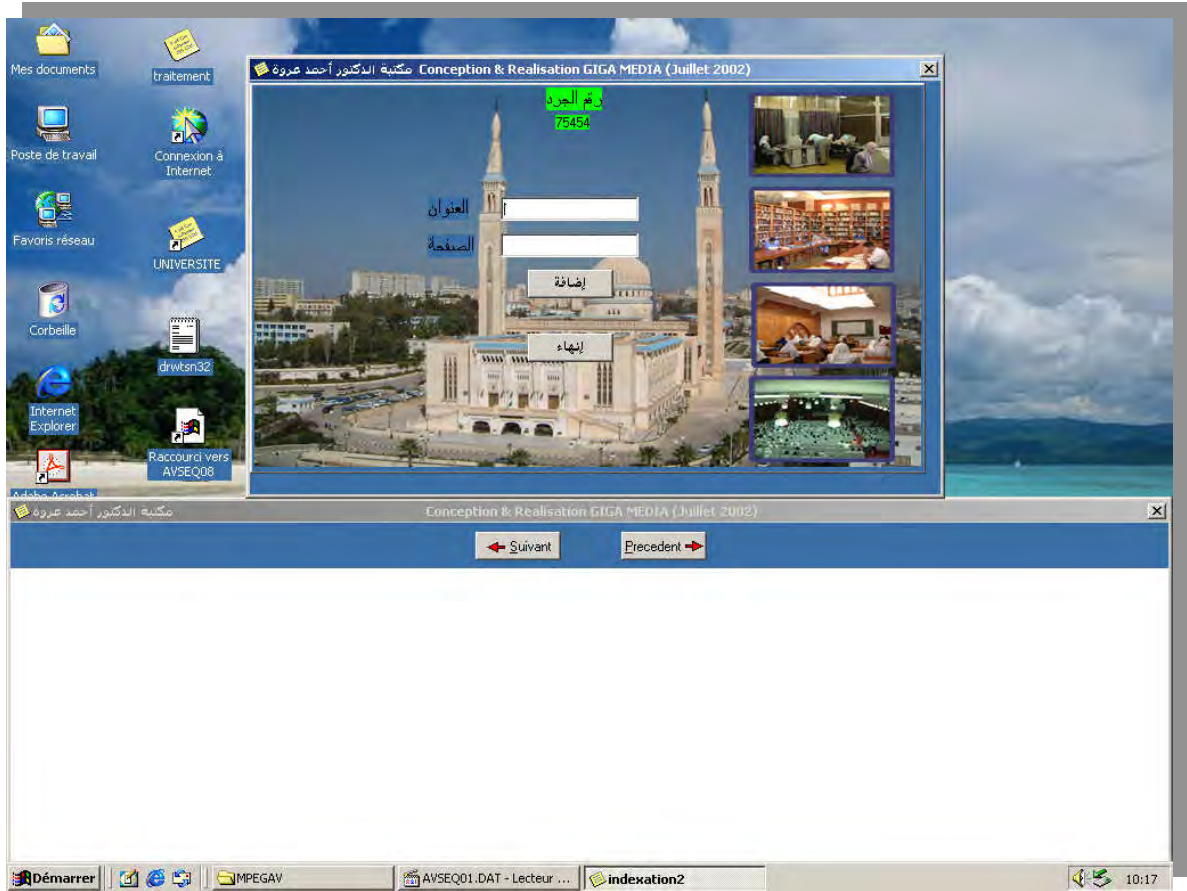 Mes documents
traitement
Poste de travail
Connexion à
Internet
Favoris réseau
UNIVERSITE
Corbeille
drwtsn32
Internet
Explorer
Raccourci vers
AVSEQ08
Adobe Acrobat
مكتبة الدكتور أحمد عروة Conception & Realisation GIGA MEDIA (Juillet 2002)
رقم الجرد
75454
العنوان
الصفحة
إضافة
إنهاء
مكتبة الدكتور أحمد عروة Conception & Realisation GIGA MEDIA (Juillet 2002)
Suivant Precedent
Démarrer MPEGAV AVSEQ01.DAT - Lecteur ... indexation2 10:17